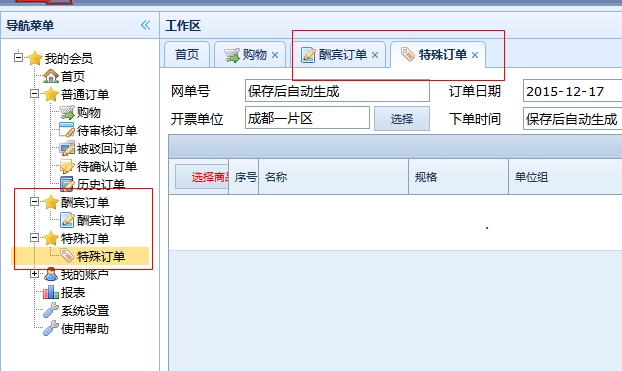 导航菜单
工作区
我的会员
首页
普通订单
购物
待审核订单
被驳回订单
待确认订单
历史订单
酬宾订单
酬宾订单
特殊订单
特殊订单
我的账户
报表
系统设置
使用帮助
首页 购物 酬宾订单 特殊订单
网单号 保存后自动生成 订单日期 2015-12-17
开票单位 成都一片区 选择 下单时间 保存后自动生成
选择商品 序号 名称 规格 单位组